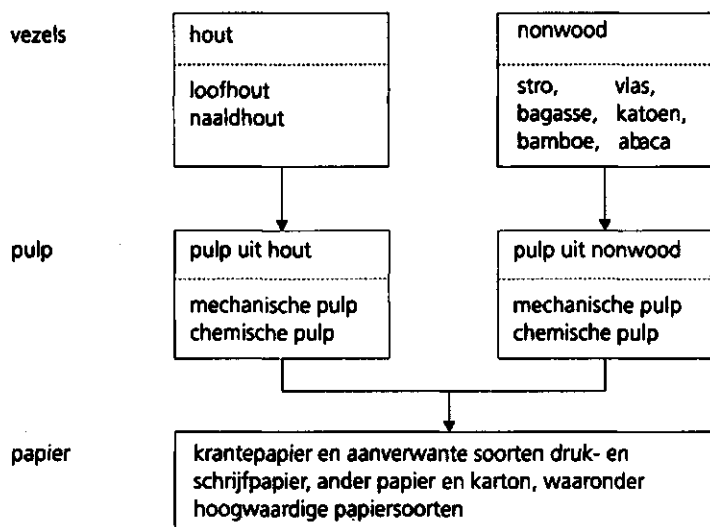 vezels
hout
nonwood
loofhout
naaldhout
stro, vlas,
bagasse, katoen,
bamboe, abaca
pulp
pulp uit hout
pulp uit nonwood
mechanische pulp
chemische pulp
mechanische pulp
chemische pulp
papier
krantepapier en aanverwante soorten druk- en
schrijfpapier, ander papier en karton, waaronder
hoogwaardige papiersoorten